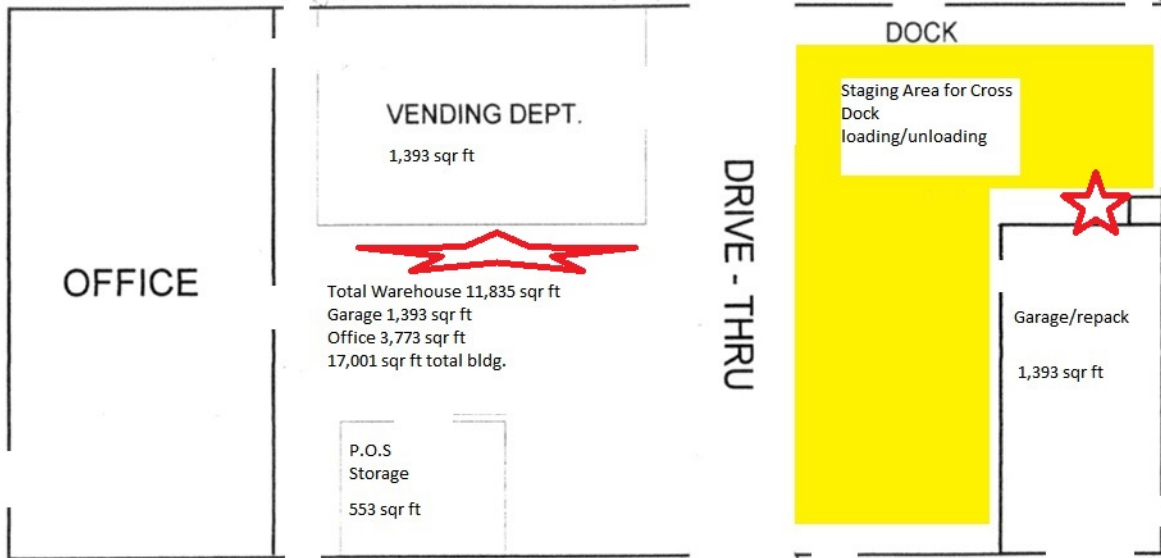 OFFICE
VENDING DEPT.
1,393 sqr ft
Total Warehouse 11,835 sqr ft
Garage 1,393 sqr ft
Office 3,773 sqr ft
17,001 sqr ft total bldg.
P.O.S
Storage
553 sqr ft
DRIVE - THRU
DOCK
Staging Area for Cross
Dock
loading/unloading
Garage/repack
1,393 sqr ft